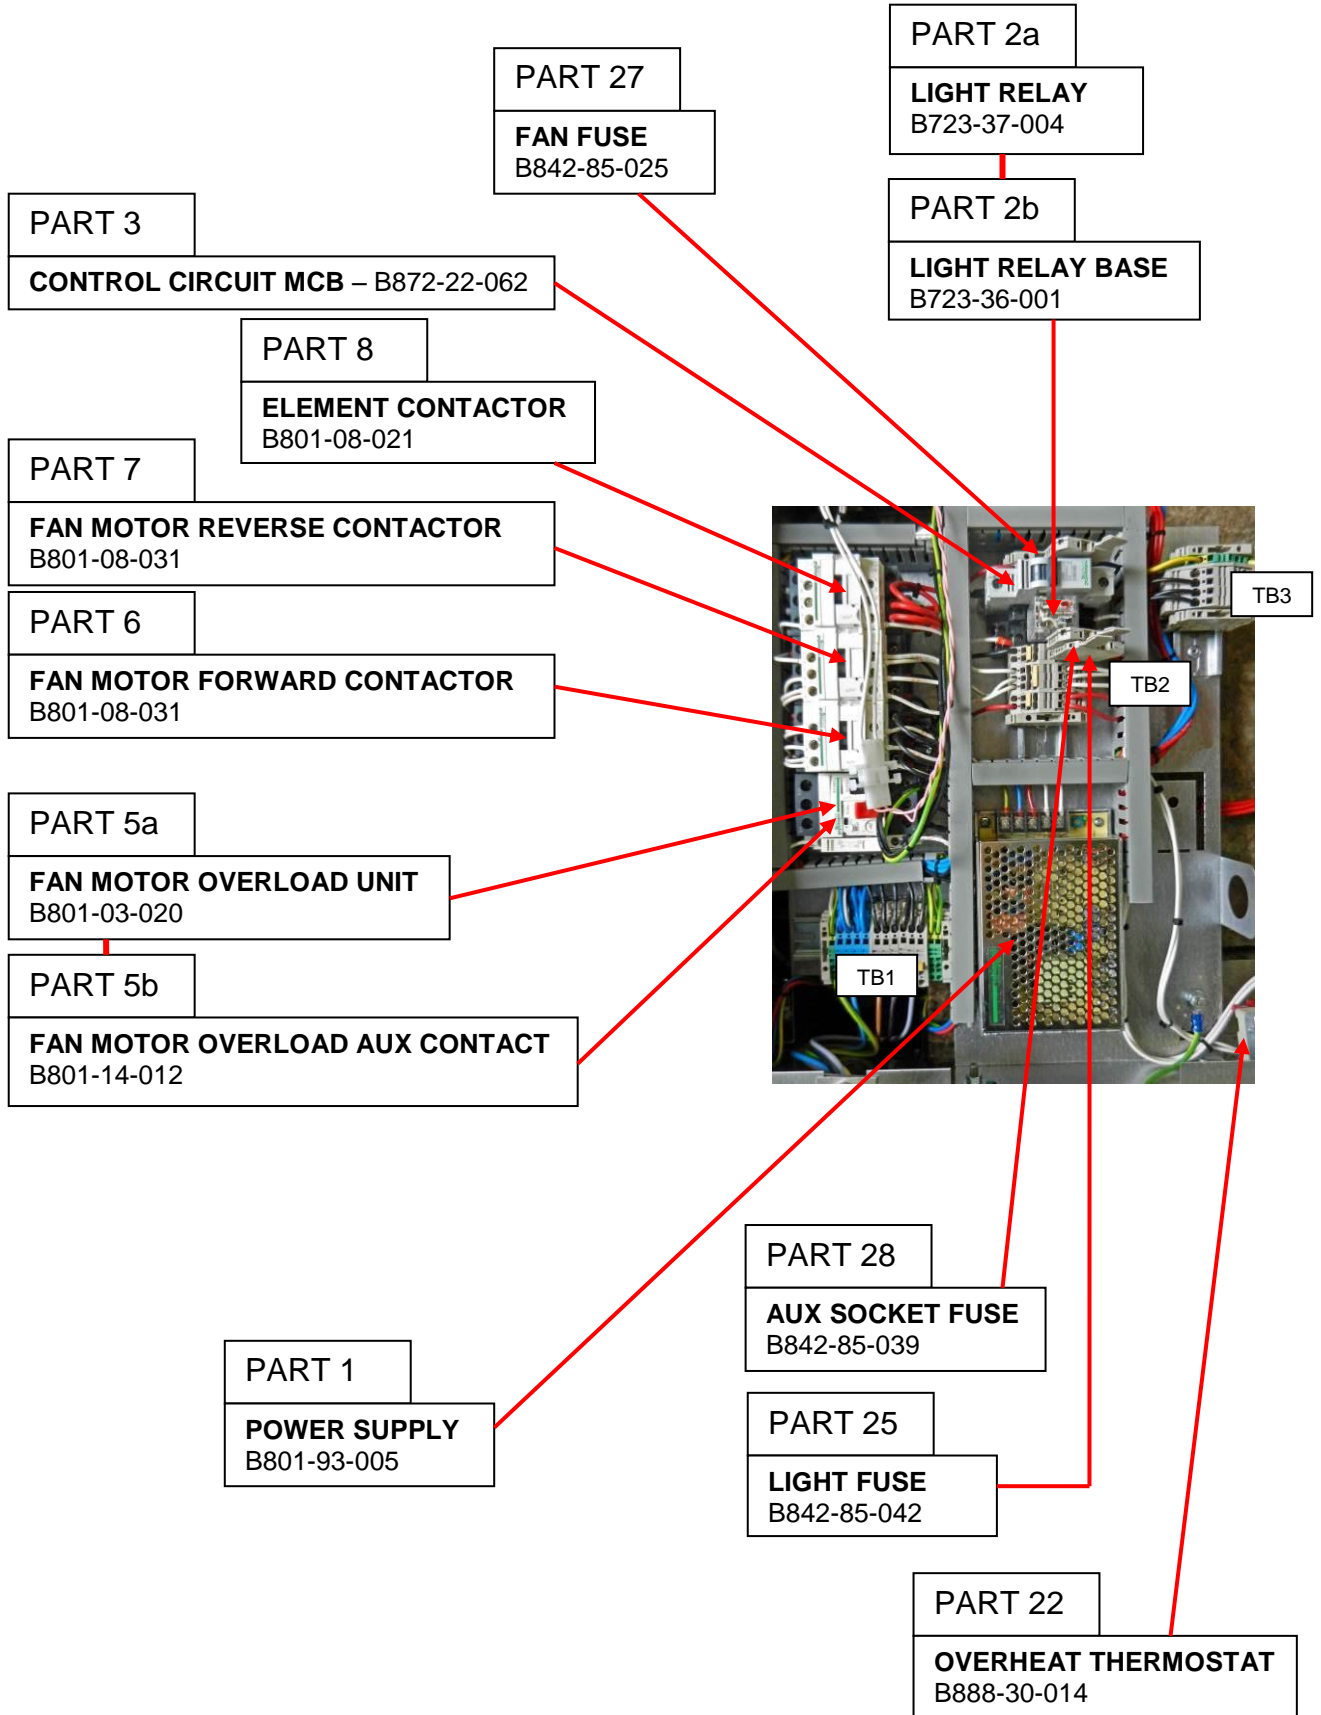 PART 2a
LIGHT RELAY
B723-37-004
PART 27
FAN FUSE
B842-85-025
PART 2b
LIGHT RELAY BASE
B723-36-001
PART 3
CONTROL CIRCUIT MCB – B872-22-062
PART 8
ELEMENT CONTACTOR
B801-08-021
PART 7
FAN MOTOR REVERSE CONTACTOR
B801-08-031
PART 6
FAN MOTOR FORWARD CONTACTOR
B801-08-031
TB3
TB2
PART 5a
FAN MOTOR OVERLOAD UNIT
B801-03-020
PART 5b
FAN MOTOR OVERLOAD AUX CONTACT
B801-14-012
TB1
PART 28
AUX SOCKET FUSE
B842-85-039
PART 1
POWER SUPPLY
B801-93-005
PART 25
LIGHT FUSE
B842-85-042
PART 22
OVERHEAT THERMOSTAT
B888-30-014